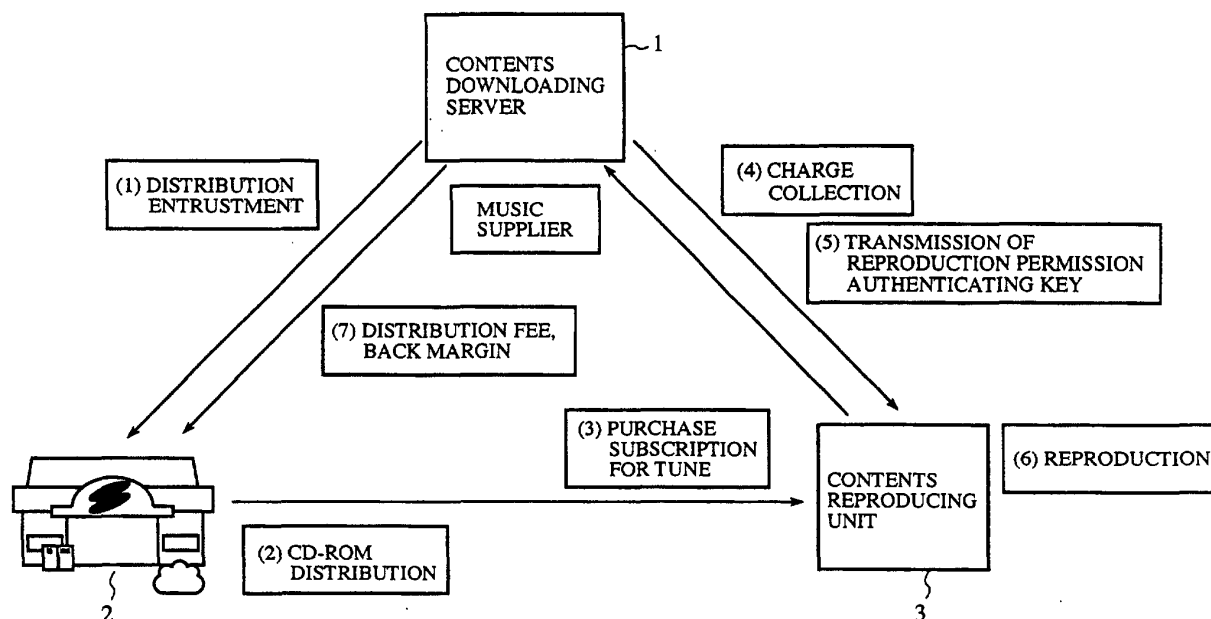 1
CONTENTS
DOWNLOADING
SERVER
(1) DISTRIBUTION
ENTRUSTMENT
MUSIC
SUPPLIER
(4) CHARGE
COLLECTION
(5) TRANSMISSION OF
REPRODUCTION PERMISSION
AUTHENTICATING KEY
(7) DISTRIBUTION FEE,
BACK MARGIN
(3) PURCHASE
SUBSCRIPTION
FOR TUNE
CONTENTS
REPRODUCING
UNIT
(6) REPRODUCTION
(2) CD-ROM
DISTRIBUTION
2
3